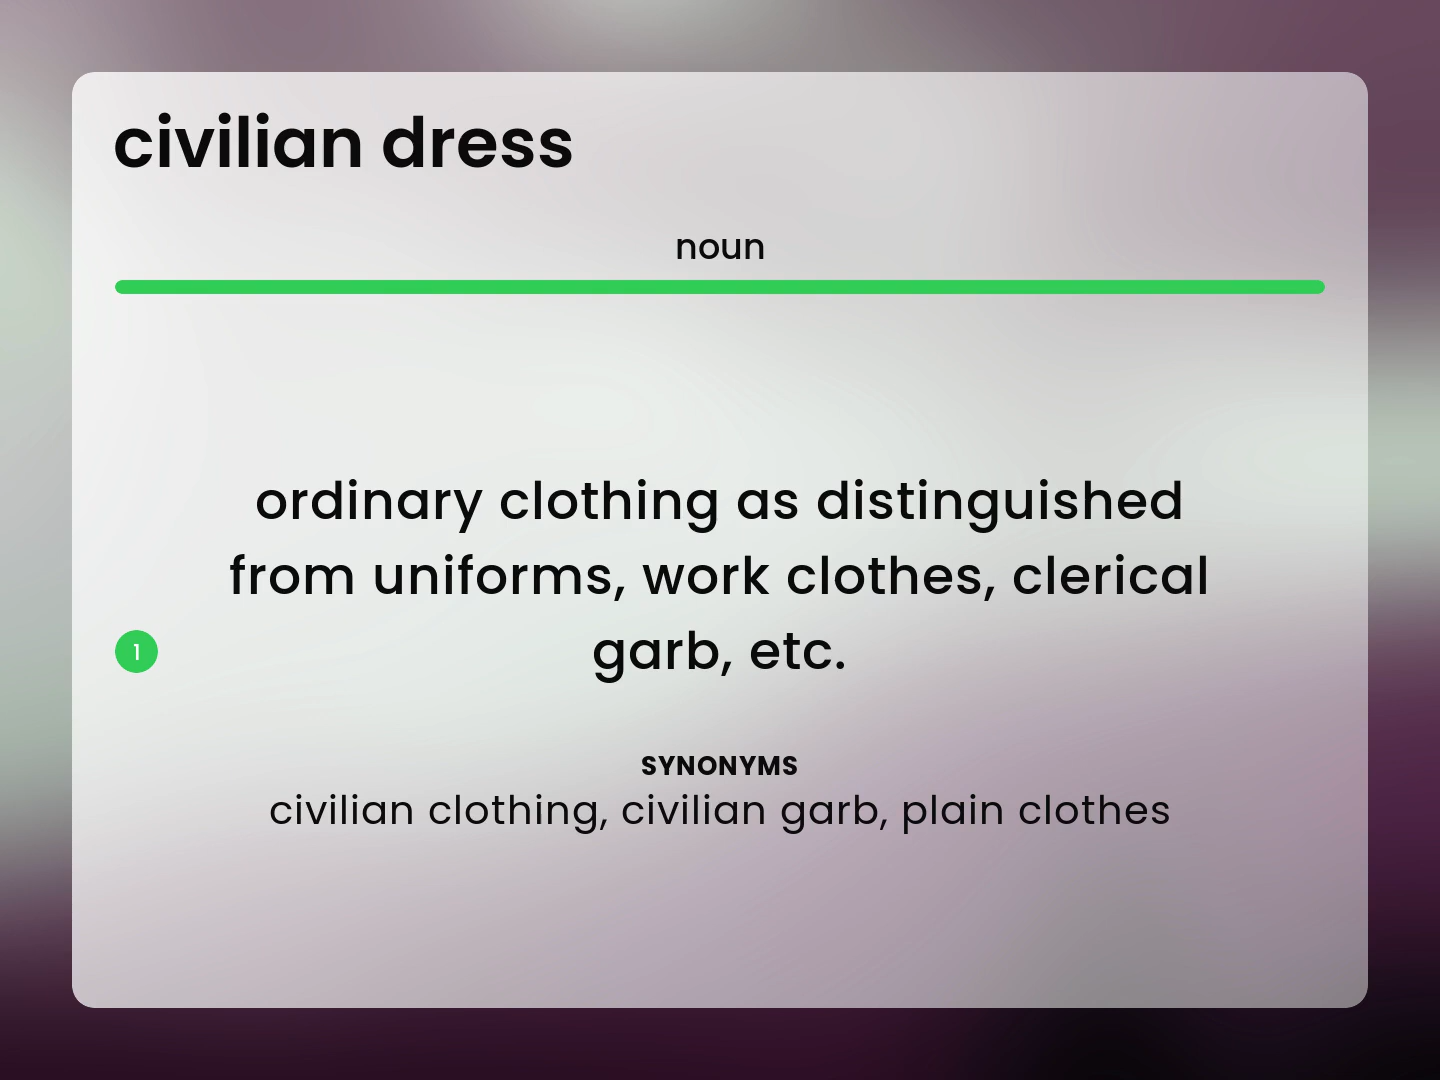 civilian dress
noun
ordinary clothing as distinguished
from uniforms, work clothes, clerical
garb, etc.
1
SYNONYMS
civilian clothing, civilian garb, plain clothes